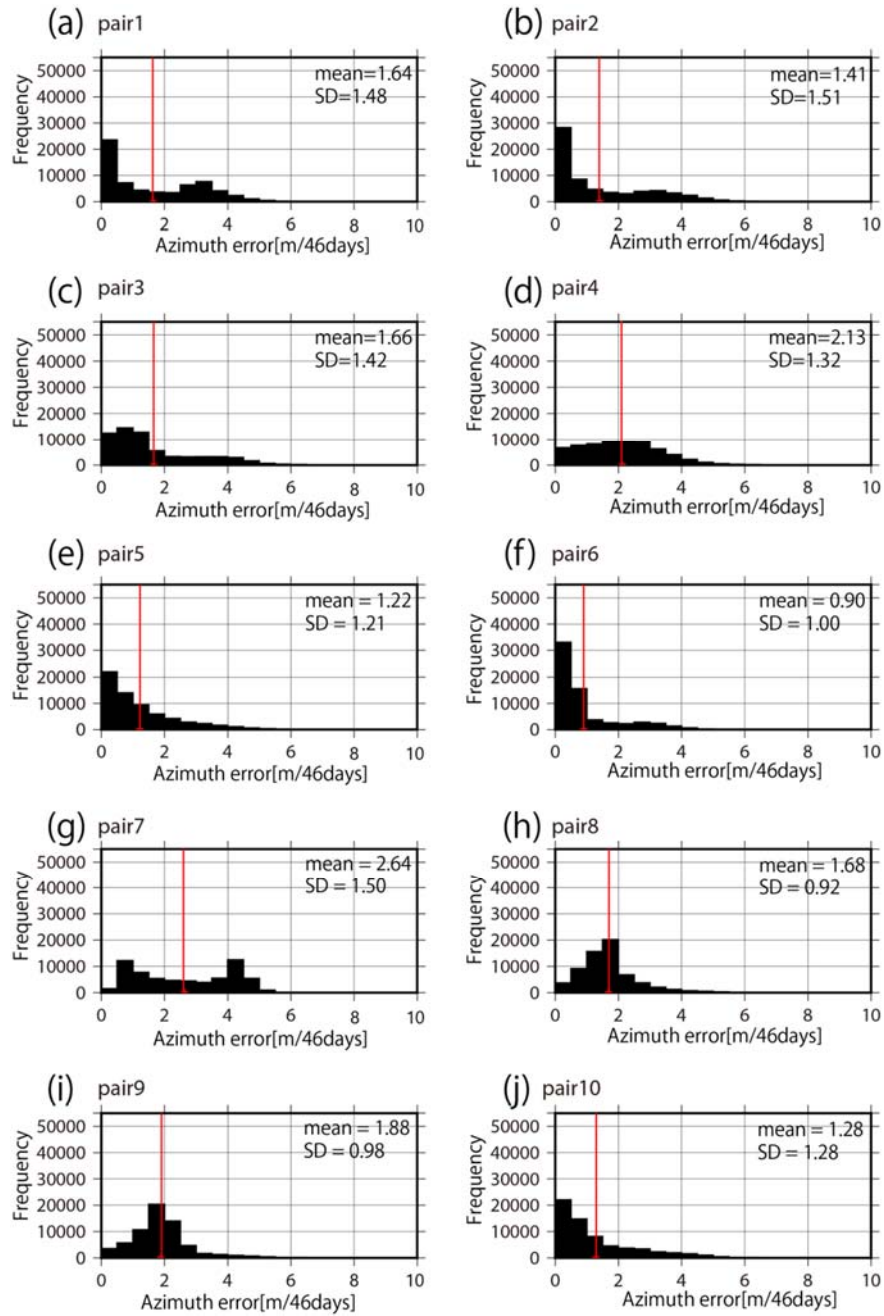 (a) pair1
mean=1.64
SD=1.48
Frequency
50000
40000
30000
20000
10000
0
0 2 4 6 8 10
Azimuth error[m/46days]
(b) pair2
mean=1.41
SD=1.51
Frequency
50000
40000
30000
20000
10000
0
0 2 4 6 8 10
Azimuth error[m/46days]
(c) pair3
mean=1.66
SD=1.42
Frequency
50000
40000
30000
20000
10000
0
0 2 4 6 8 10
Azimuth error[m/46days]
(d) pair4
mean=2.13
SD=1.32
Frequency
50000
40000
30000
20000
10000
0
0 2 4 6 8 10
Azimuth error[m/46days]
(e) pair5
mean = 1.22
SD = 1.21
Frequency
50000
40000
30000
20000
10000
0
0 2 4 6 8 10
Azimuth error[m/46days]
(f) pair6
mean = 0.90
SD = 1.00
Frequency
50000
40000
30000
20000
10000
0
0 2 4 6 8 10
Azimuth error[m/46days]
(g) pair7
mean = 2.64
SD = 1.50
Frequency
50000
40000
30000
20000
10000
0
0 2 4 6 8 10
Azimuth error[m/46days]
(h) pair8
mean = 1.68
SD = 0.92
Frequency
50000
40000
30000
20000
10000
0
0 2 4 6 8 10
Azimuth error[m/46days]
(i) pair9
mean = 1.88
SD = 0.98
Frequency
50000
40000
30000
20000
10000
0
0 2 4 6 8 10
Azimuth error[m/46days]
(j) pair10
mean = 1.28
SD = 1.28
Frequency
50000
40000
30000
20000
10000
0
0 2 4 6 8 10
Azimuth error[m/46days]